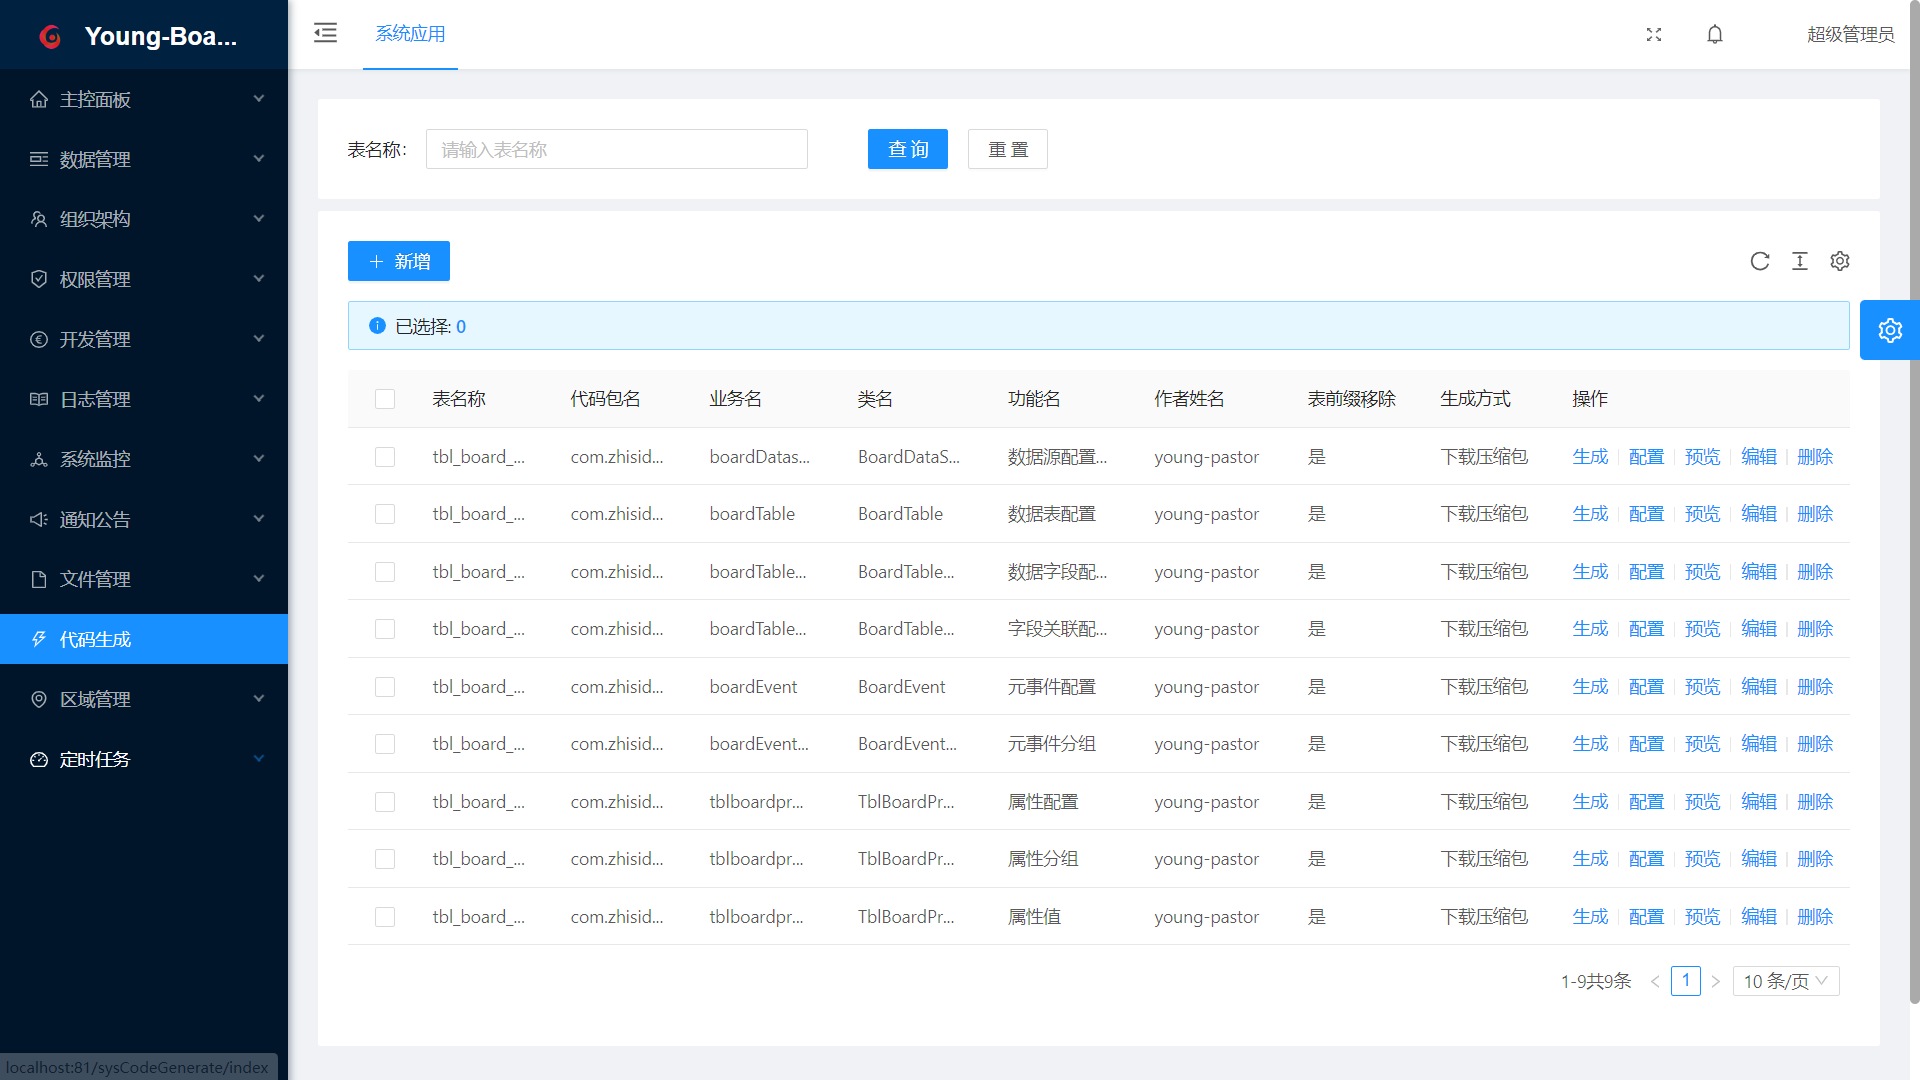 Young-Boa...
系统应用
超级管理员
主控面板
数据管理
组织架构
权限管理
开发管理
日志管理
系统监控
通知公告
文件管理
代码生成
区域管理
定时任务
表名称: 请输入表名称 查 询 重 置
新增
已选择: 0
表名称 代码包名 业务名 类名 功能名 作者姓名 表前缀移除 生成方式 操作
tbl_board_... com.zhisid... boardDatas... BoardDataS... 数据源配置... young-pastor 是 下载压缩包 生成 配置 预览 编辑 删除
tbl_board_... com.zhisid... boardTable BoardTable 数据表配置 young-pastor 是 下载压缩包 生成 配置 预览 编辑 删除
tbl_board_... com.zhisid... boardTable... BoardTable... 数据字段配... young-pastor 是 下载压缩包 生成 配置 预览 编辑 删除
tbl_board_... com.zhisid... boardTable... BoardTable... 字段关联配... young-pastor 是 下载压缩包 生成 配置 预览 编辑 删除
tbl_board_... com.zhisid... boardEvent BoardEvent 元事件配置 young-pastor 是 下载压缩包 生成 配置 预览 编辑 删除
tbl_board_... com.zhisid... boardEvent... BoardEvent... 元事件分组 young-pastor 是 下载压缩包 生成 配置 预览 编辑 删除
tbl_board_... com.zhisid... tblboardpr... TblBoardPr... 属性配置 young-pastor 是 下载压缩包 生成 配置 预览 编辑 删除
tbl_board_... com.zhisid... tblboardpr... TblBoardPr... 属性分组 young-pastor 是 下载压缩包 生成 配置 预览 编辑 删除
tbl_board_... com.zhisid... tblboardpr... TblBoardPr... 属性值 young-pastor 是 下载压缩包 生成 配置 预览 编辑 删除
1-9共9条 < 1 > 10 条/页
localhost:81/sysCodeGenerate/index